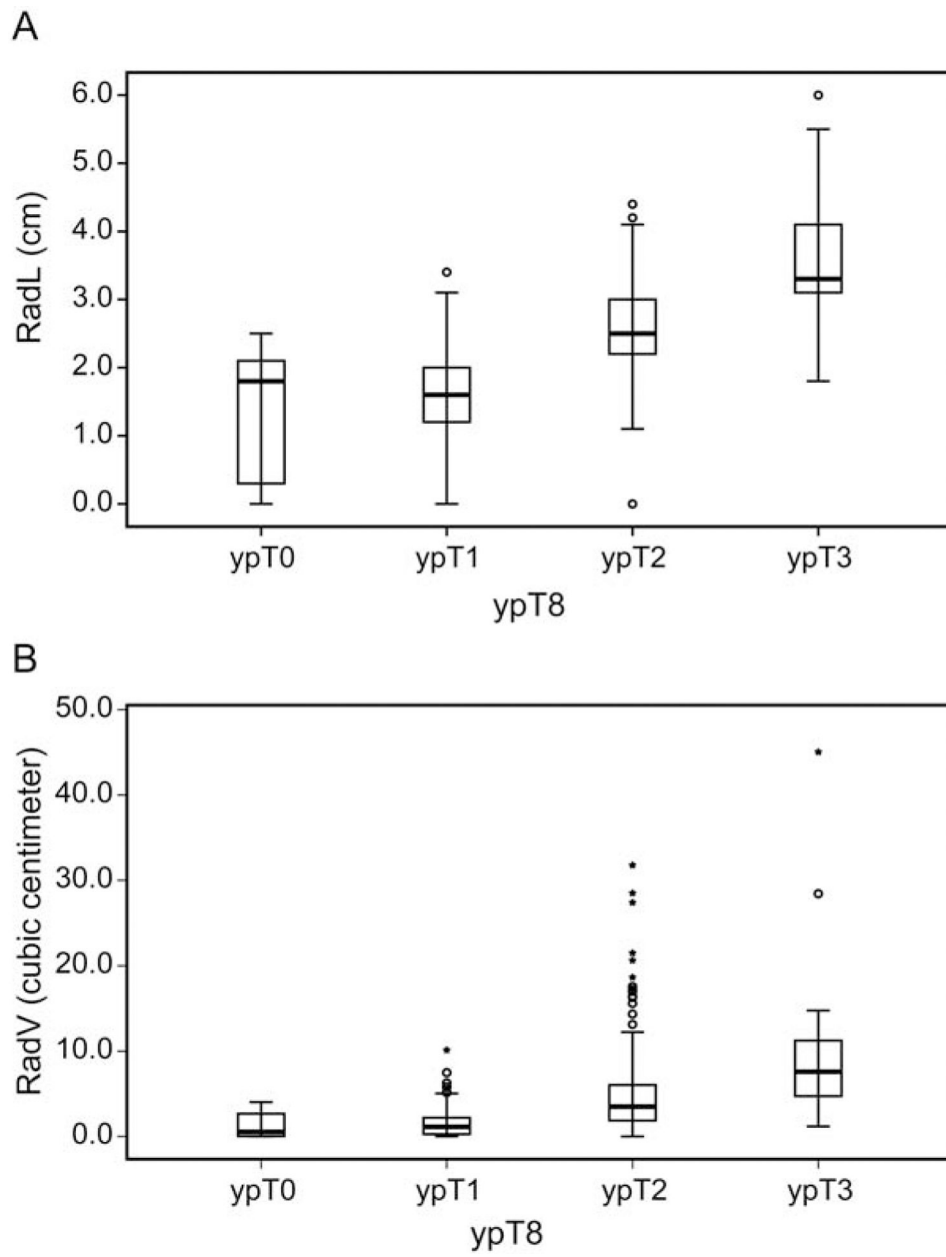 A
6.0
5.0
4.0
3.0
2.0
1.0
0.0
RadL (cm)
ypT0 ypT1 ypT2 ypT3
ypT8
B
50.0
40.0
30.0
20.0
10.0
0.0
RadV (cubic centimeter)
ypT0 ypT1 ypT2 ypT3
ypT8